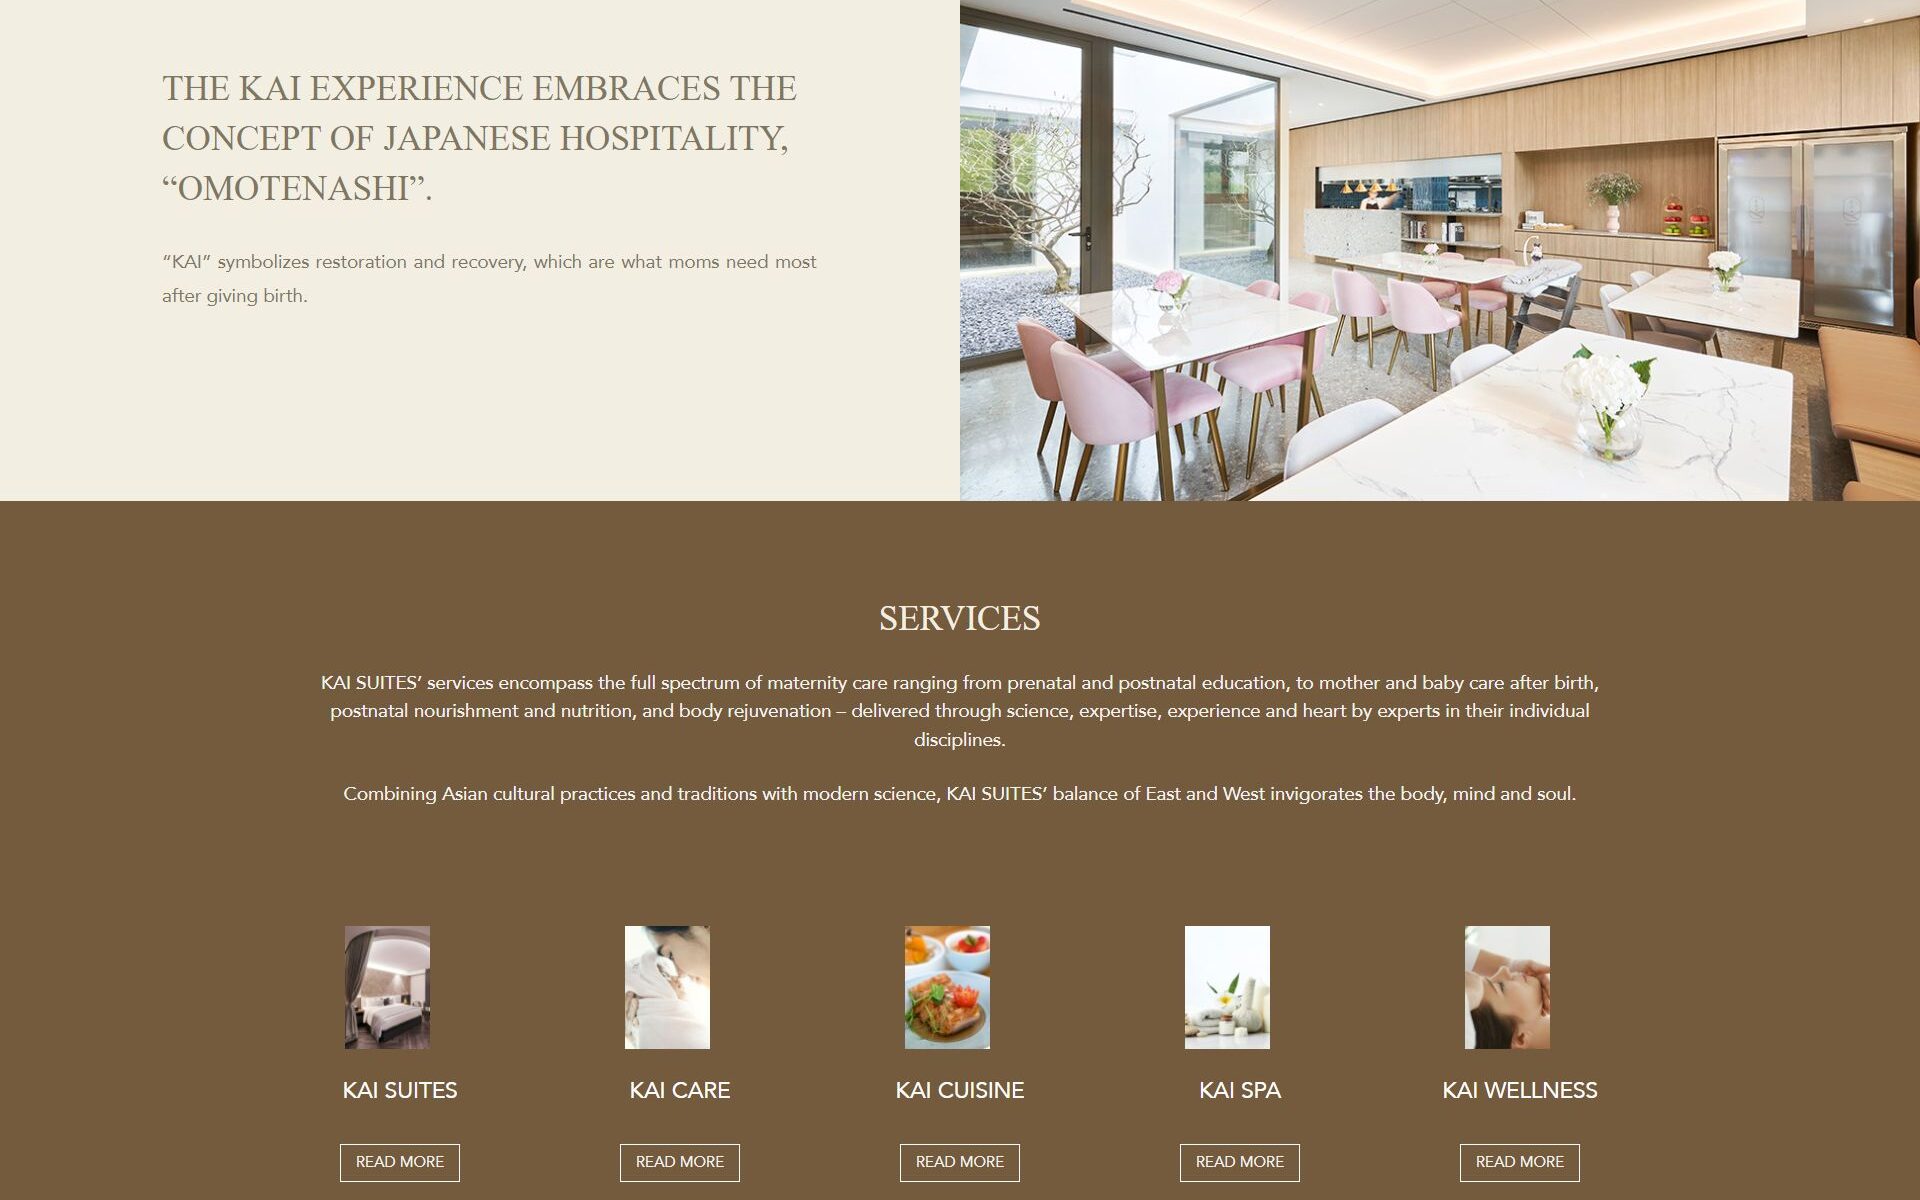 THE KAI EXPERIENCE EMBRACES THE
CONCEPT OF JAPANESE HOSPITALITY,
“OMOTENASHI”.
“KAI” symbolizes restoration and recovery, which are what moms need most
after giving birth.
SERVICES
KAI SUITES’ services encompass the full spectrum of maternity care ranging from prenatal and postnatal education, to mother and baby care after birth,
postnatal nourishment and nutrition, and body rejuvenation – delivered through science, expertise, experience and heart by experts in their individual
disciplines.
Combining Asian cultural practices and traditions with modern science, KAI SUITES’ balance of East and West invigorates the body, mind and soul.
KAI SUITES
KAI CARE
KAI CUISINE
KAI SPA
KAI WELLNESS
READ MORE
READ MORE
READ MORE
READ MORE
READ MORE